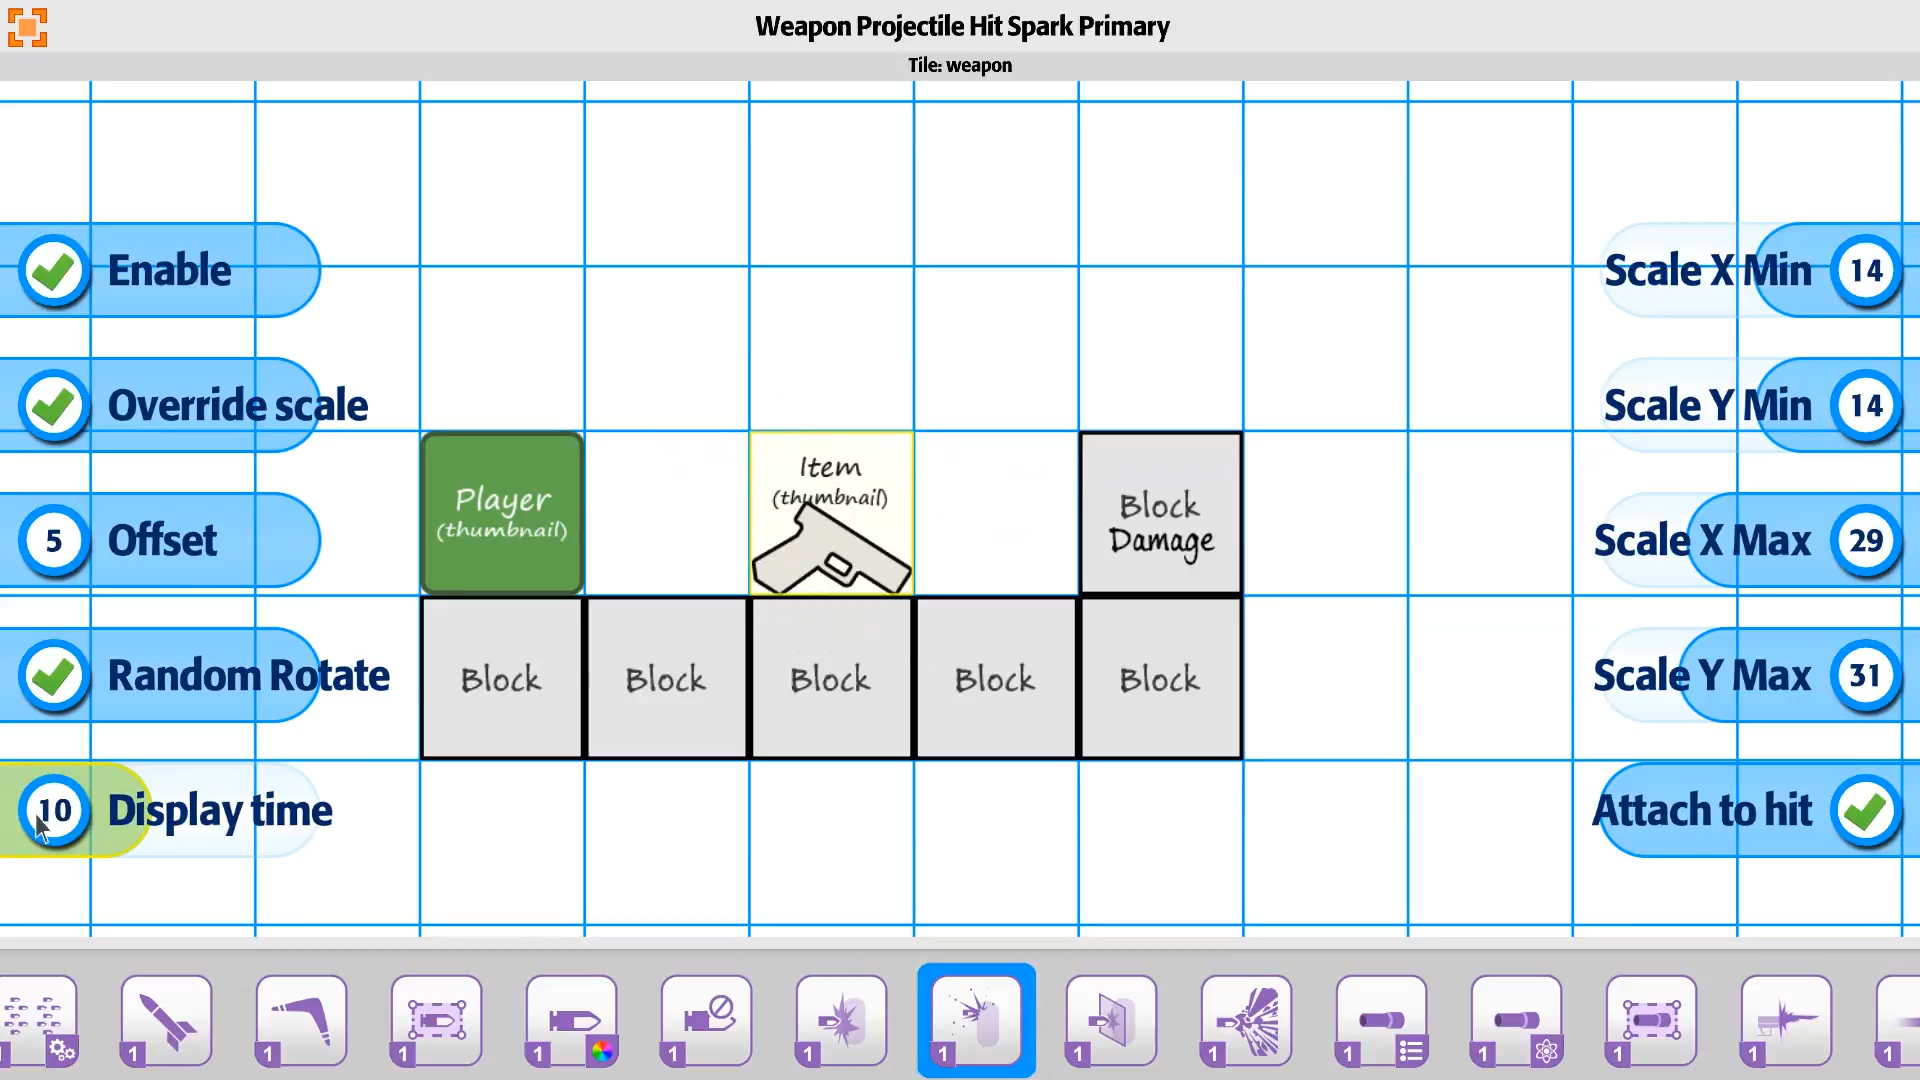 Weapon Projectile Hit Spark Primary
Tile: weapon
Enable
Scale X Min 14
Override scale
Scale Y Min 14
Item
(thumbnail)
Player
(thumbnail)
Block
Damage
5 Offset
Scale X Max 29
Random Rotate
Scale Y Max 31
Block Block Block Block Block
10 Display time
Attach to hit
1 1 1 1 1 1 1 1 1 1 1 1 1 1